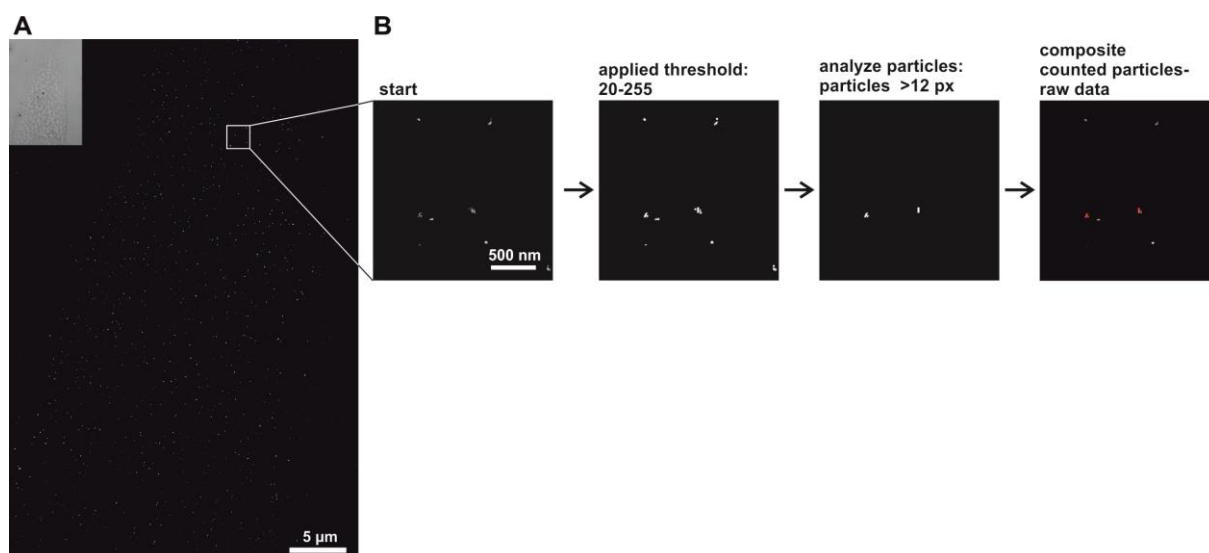 A
B
start
applied threshold:
20-255
analyze particles:
particles >12 px
composite
counted particles-
raw data
500 nm
5 µm